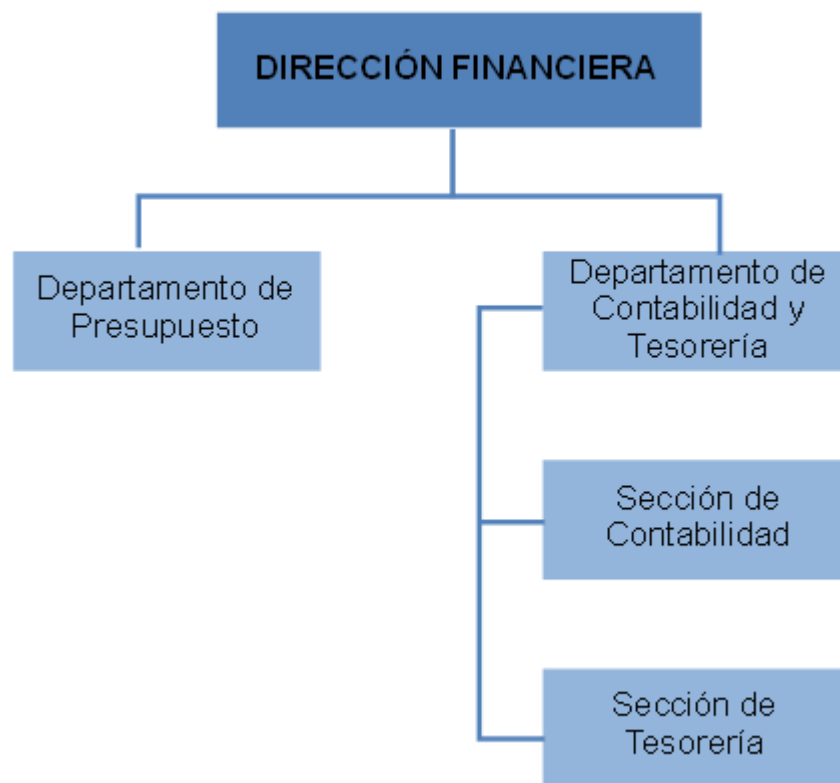 DIRECCIÓN FINANCIERA
Departamento de
Presupuesto
Departamento de
Contabilidad y
Tesorería
Sección de
Contabilidad
Sección de
Tesorería